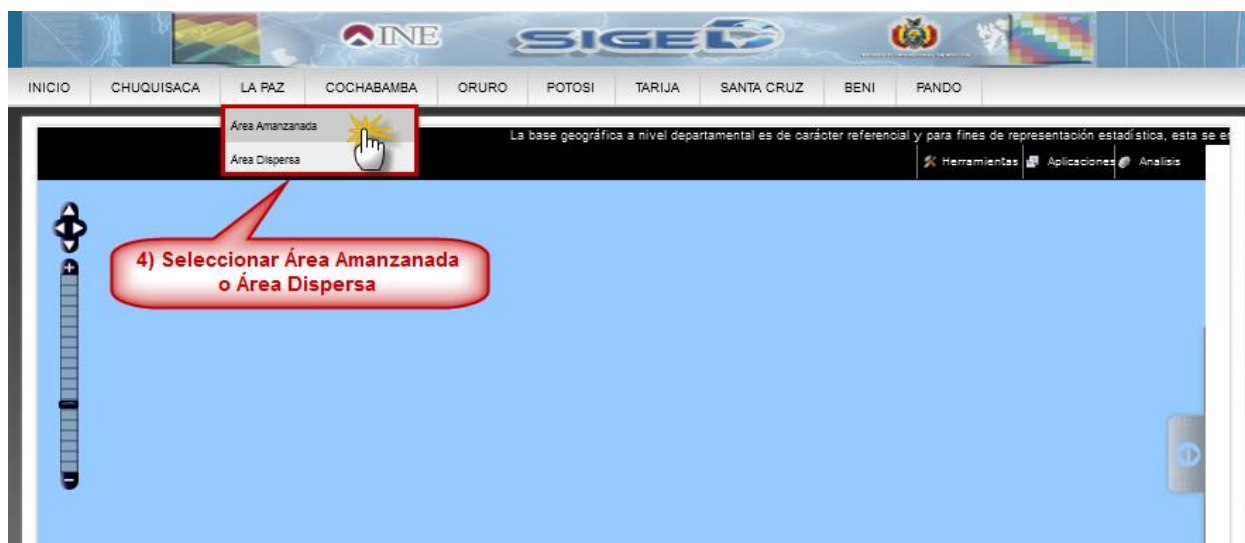 INE SIGED
INICIO CHUQUISACA LA PAZ COCHABAMBA ORURO POTOSI TARIJA SANTA CRUZ BENI PANDO
Área Amanzanada
La base geográfica a nivel departamental es de carácter referencial y para fines de representación estadística, esta se e
Área Dispersa
Herramientas Aplicaciones Analisis
4) Seleccionar Área Amanzanada
o Área Dispersa